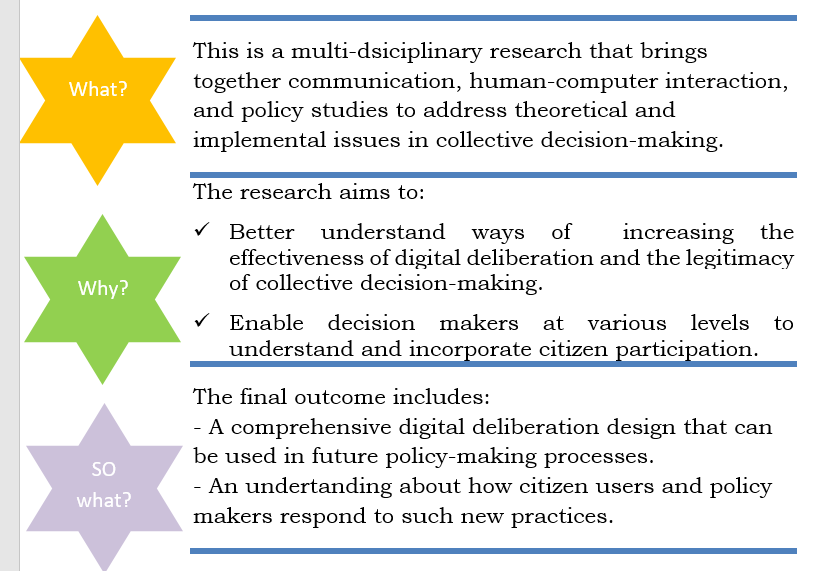 What?
This is a multi-dsiciplinary research that brings
together communication, human-computer interaction,
and policy studies to address theoretical and
implemental issues in collective decision-making.
Why?
The research aims to:
✓ Better understand ways of increasing the
effectiveness of digital deliberation and the legitimacy
of collective decision-making.
✓ Enable decision makers at various levels to
understand and incorporate citizen participation.
SO
what?
The final outcome includes:
- A comprehensive digital deliberation design that can
be used in future policy-making processes.
- An undertanding about how citizen users and policy
makers respond to such new practices.